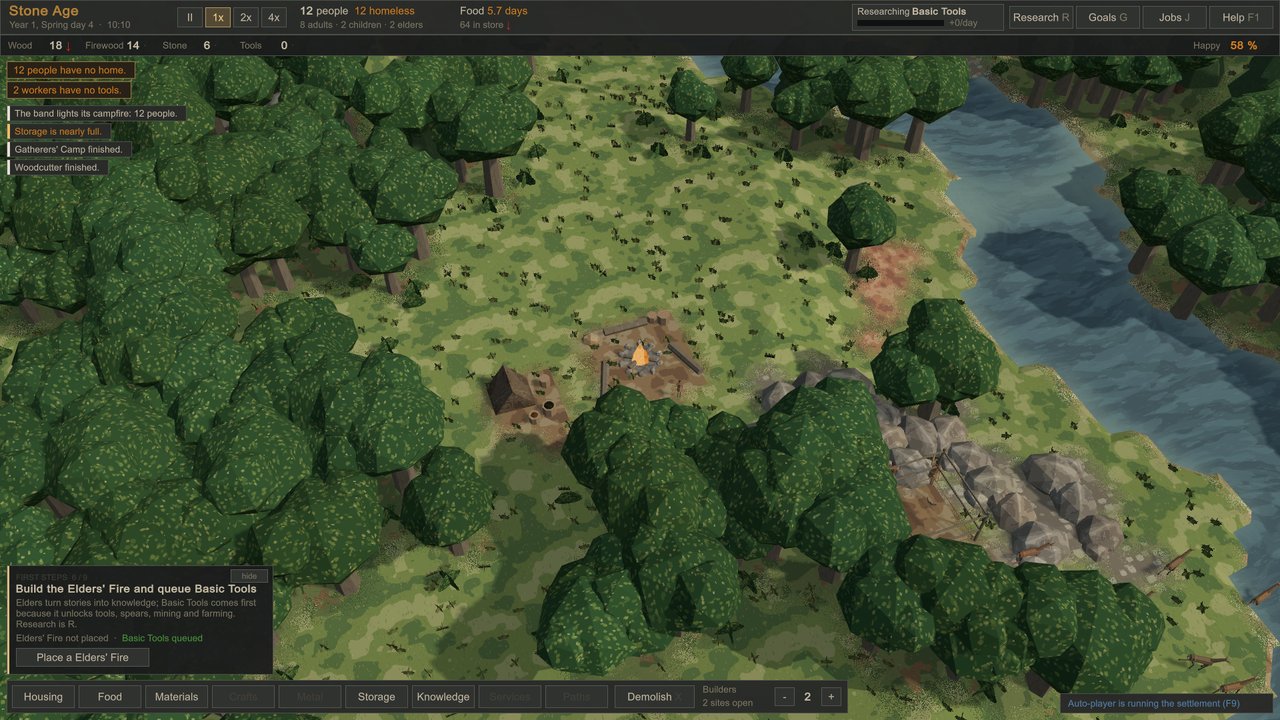 Stone Age
Year 1, Spring day 4 · 10:10
II 1x 2x 4x
12 people 12 homeless
8 adults · 2 children · 2 elders
Food 5.7 days
64 in store ↓
Researching Basic Tools
+0/day
Research R
Goals G
Jobs J
Help F1
Wood 18 ↓ Firewood 14 Stone 6 Tools 0
Happy 58 %
12 people have no home.
2 workers have no tools.
The band lights its campfire: 12 people.
Storage is nearly full.
Gatherers' Camp finished.
Woodcutter finished.
FIRST STEPS 6/9
hide
Build the Elders' Fire and queue Basic Tools
Elders turn stories into knowledge; Basic Tools comes first
because it unlocks tools, spears, mining and farming.
Research is R.
Elders' Fire not placed · Basic Tools queued
Place a Elders' Fire
Housing Food Materials Crafts Metal Storage Knowledge Services Paths Demolish X
Builders
2 sites open
- 2 +
Auto-player is running the settlement (F9)